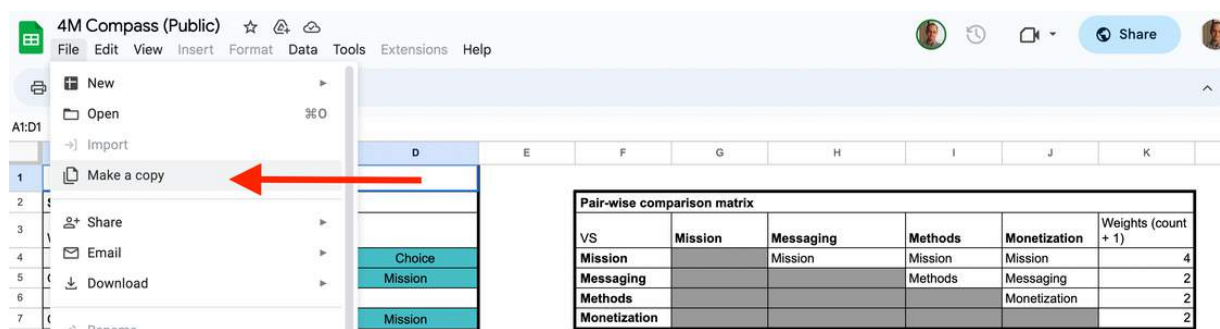 4M Compass (Public)
File Edit View Insert Format Data Tools Extensions Help
Share
New
Open ⌘O
A1:D1
Import
D E F G H I J K
1 Make a copy
2 Pair-wise comparison matrix
Share
3 VS Mission Messaging Methods Monetization Weights (count + 1)
4 Email Choice Mission Mission Mission Mission 4
5 Download Mission Messaging Methods Messaging 2
6 Methods Monetization 2
7 Mission Monetization 2